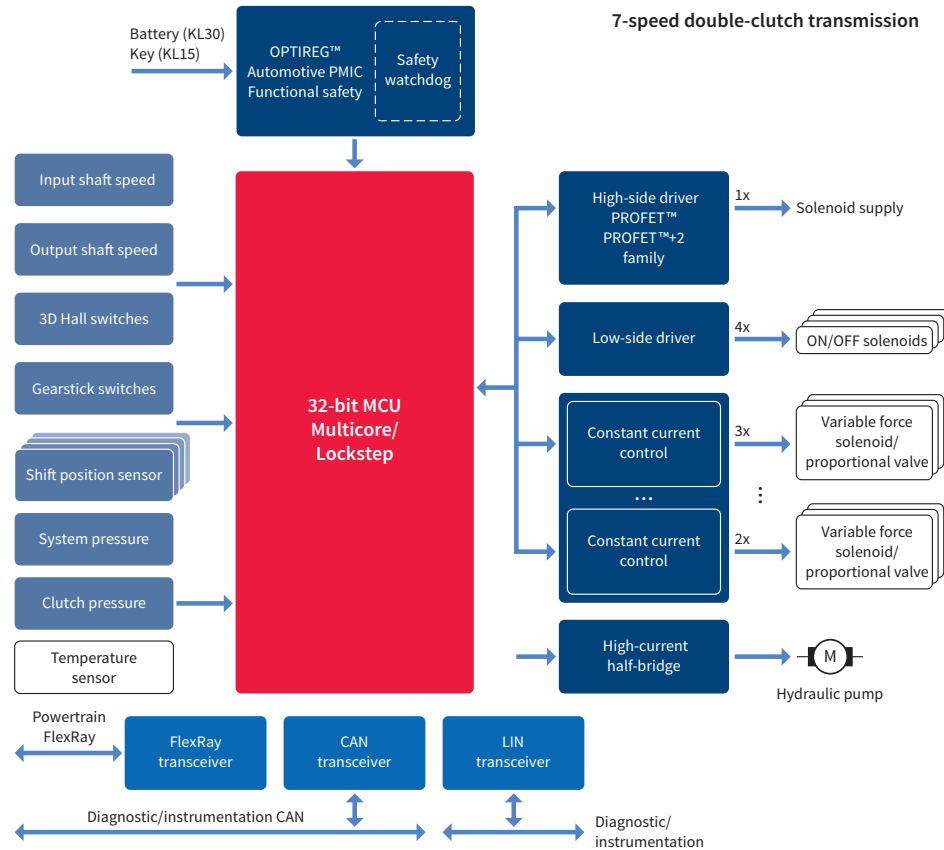 7-speed double-clutch transmission
Battery (KL30)
Key (KL15)
OPTIREG™
Automotive PMIC
Functional safety
Safety
watchdog
Input shaft speed
Output shaft speed
3D Hall switches
Gearstick switches
Shift position sensor
System pressure
Clutch pressure
Temperature
sensor
32-bit MCU
Multicore/
Lockstep
High-side driver
PROFET™
PROFET™+2
family
1x
Solenoid supply
Low-side driver
4x
ON/OFF solenoids
Constant current
control
3x
Variable force
solenoid/
proportional valve
...
⋮
Constant current
control
2x
Variable force
solenoid/
proportional valve
High-current
half-bridge
M
Hydraulic pump
Powertrain
FlexRay
FlexRay
transceiver
CAN
transceiver
LIN
transceiver
Diagnostic/instrumentation CAN
Diagnostic/
instrumentation